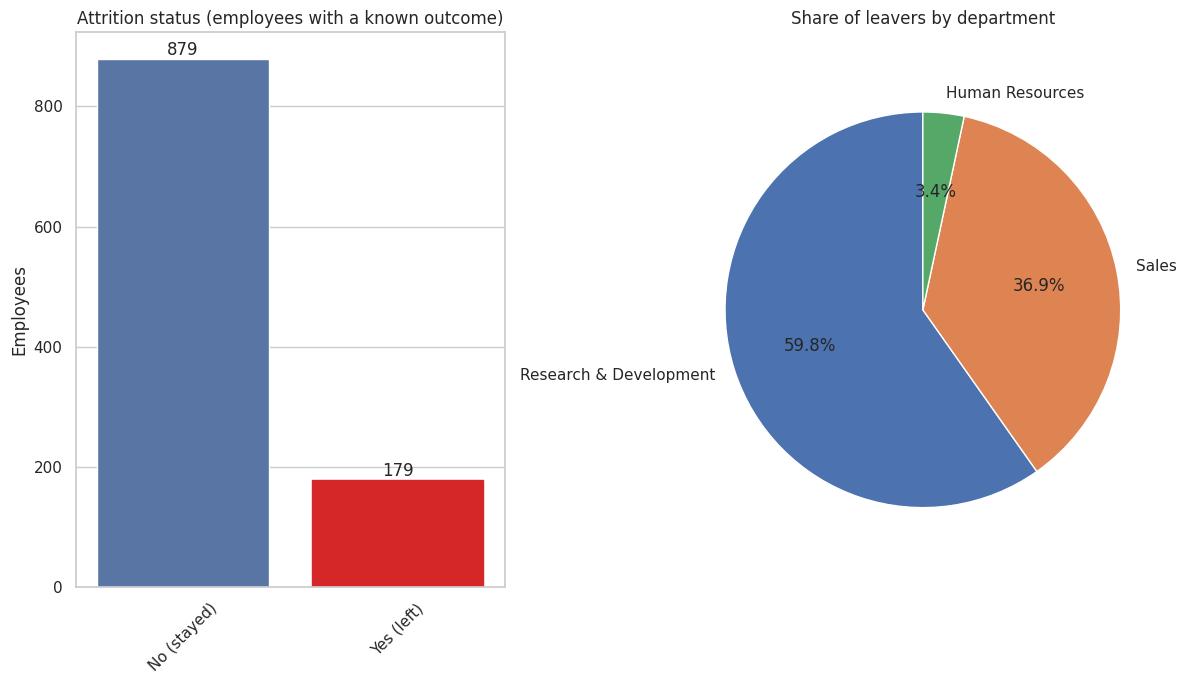 Attrition status (employees with a known outcome)
879
179
800
600
400
200
0
Employees
No (stayed)
Yes (left)
Share of leavers by department
Human Resources
3.4%
Sales
36.9%
59.8%
Research & Development